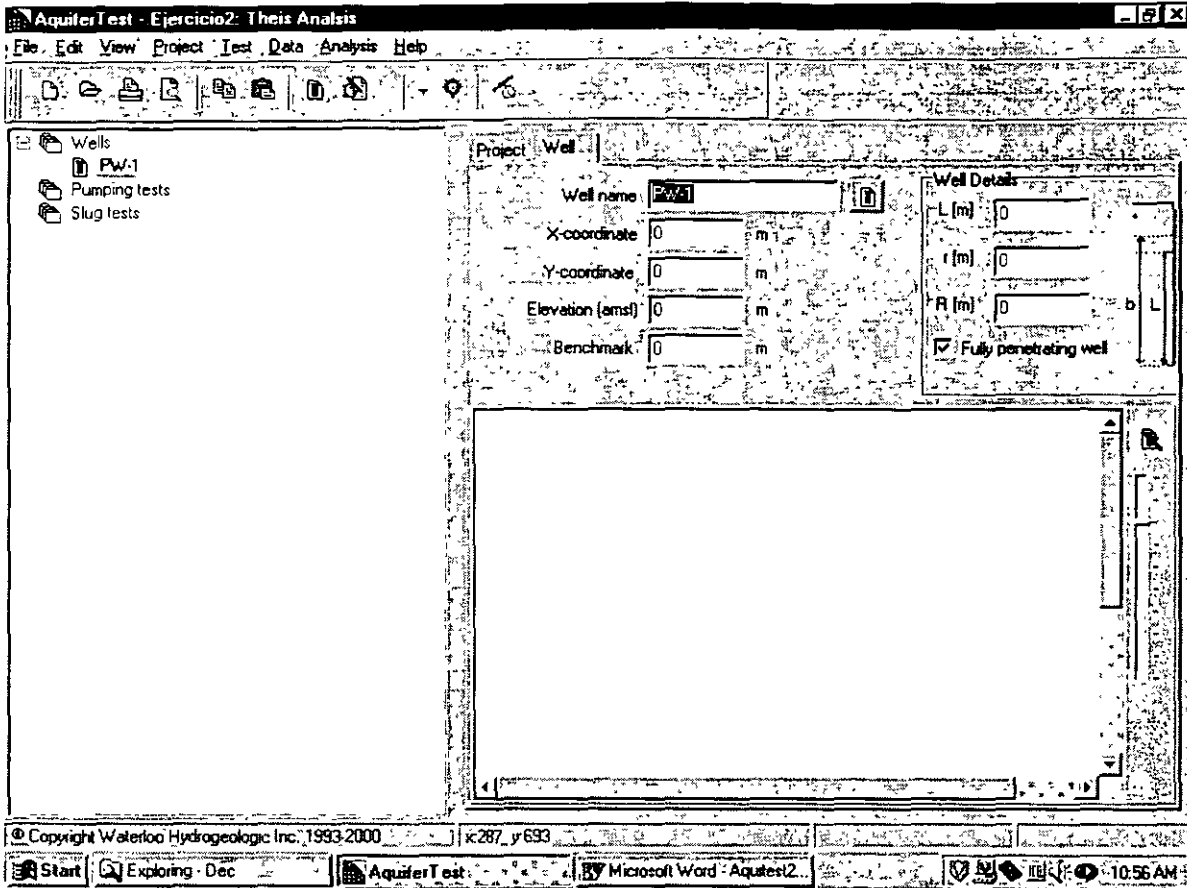 AquiferTest - Ejercicio2: Theis Analsis
File Edit View Project Test Data Analysis Help
Wells
PW-1
Pumping tests
Slug tests
Project Well
Well name PW-1
X-coordinate 0 m
Y-coordinate 0 m
Elevation (amsl) 0 m
Benchmark 0 m
Well Details
L [m] 0
r [m] 0
R [m] 0
Fully penetrating well
b L
© Copyright Waterloo Hydrogeologic Inc. 1993-2000 x:287_ y:693
Start Exploring - Dec AquiferTest - Microsoft Word - Aqutest2... 10:56 AM